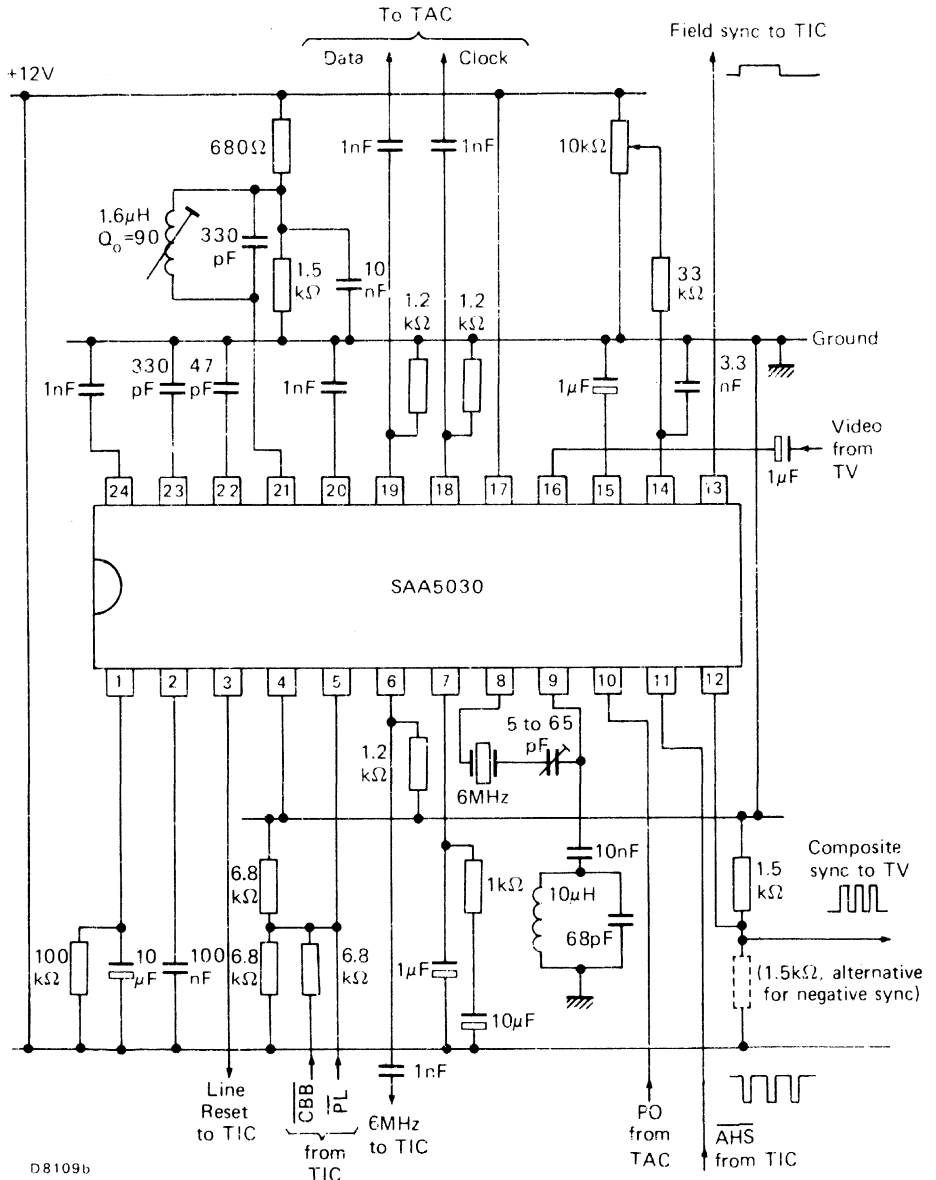 To TAC
Data
Clock
Field sync to TIC
+12V
680Ω
1nF
1nF
10kΩ
1.6μH
Q₀=90
330
pF
1.5
kΩ
10
nF
33
kΩ
1.2
kΩ
1.2
kΩ
Ground
1nF
330
pF
47
pF
1nF
1μF
3.3
nF
Video
from
TV
1μF
24
23
22
21
20
19
18
17
16
15
14
13
SAA5030
1
2
3
4
5
6
7
8
9
10
11
12
1.2
kΩ
5 to 65
pF
6MHz
10nF
10μH
68pF
1.5
kΩ
Composite
sync to TV
6.8
kΩ
1kΩ
100
kΩ
10
μF
100
nF
6.8
kΩ
6.8
kΩ
1μF
10μF
(1.5kΩ, alternative
for negative sync)
1nF
Line
Reset
to TIC
C̅B̅B̅
P̅L̅
from
TIC
6MHz
to TIC
PO
from
TAC
A̅H̅S̅
from TIC
D8109b